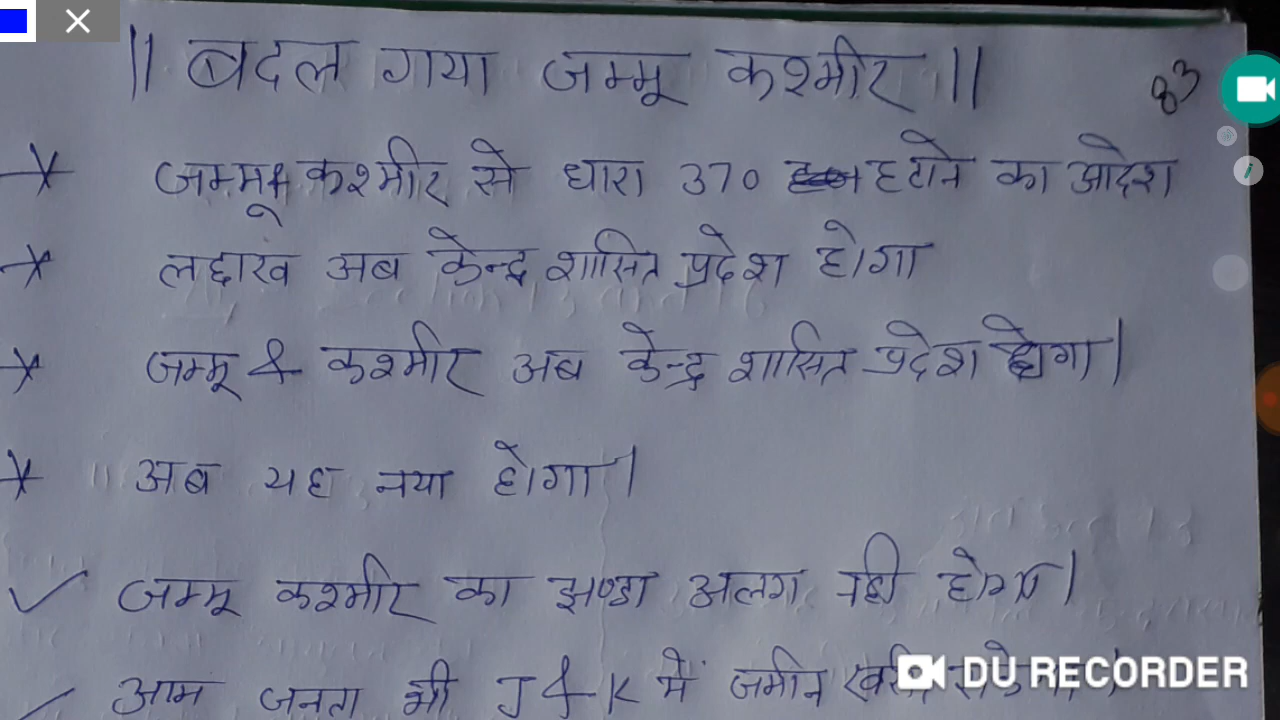 || बदल गया जम्मू कश्मीर ||
83
* जम्मू & कश्मीर से धारा 370 हटाने का आदेश
* लद्दाख अब केन्द्र शासित प्रदेश होगा
* जम्मू & कश्मीर अब केन्द्र शासित प्रदेश होगा।
* अब यह नया होगा।
✓ जम्मू कश्मीर का झण्डा अलग नही होगा।
✓ आम जनता भी J & K में जमीन
DU RECORDER